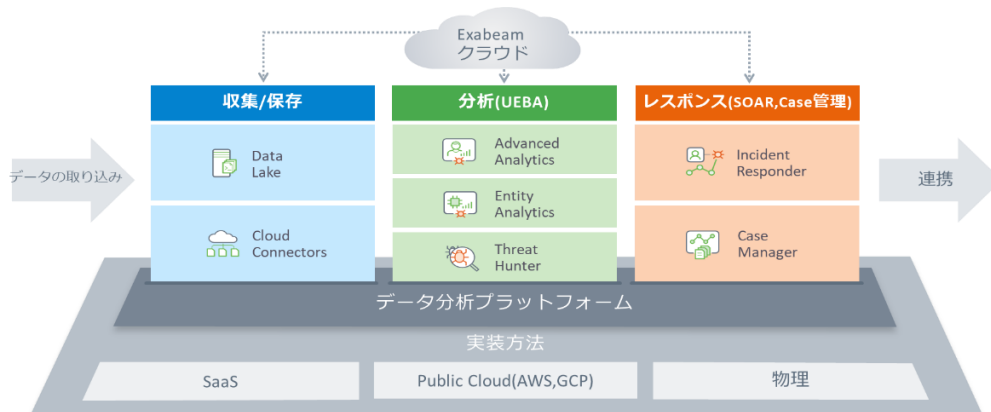 Exabeam
クラウド
収集/保存
分析(UEBA)
レスポンス(SOAR,Case管理)
データの取り込み
Data
Lake
Cloud
Connectors
Advanced
Analytics
Entity
Analytics
Threat
Hunter
Incident
Responder
Case
Manager
連携
データ分析プラットフォーム
実装方法
SaaS
Public Cloud(AWS,GCP)
物理